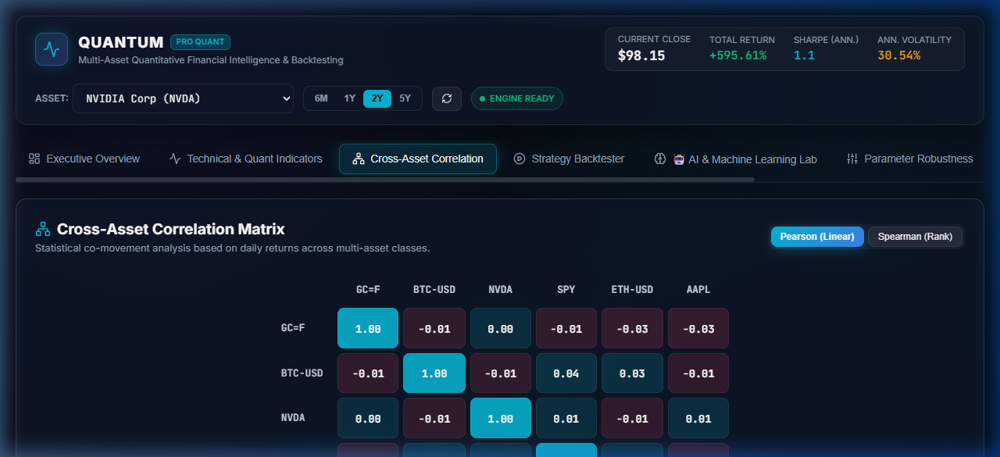 QUANTUM PRO QUANT
Multi-Asset Quantitative Financial Intelligence & Backtesting
CURRENT CLOSE TOTAL RETURN SHARPE (ANN.) ANN. VOLATILITY
$98.15 +595.61% 1.1 30.54%
ASSET: NVIDIA Corp (NVDA) 6M 1Y 2Y 5Y ENGINE READY
Executive Overview Technical & Quant Indicators Cross-Asset Correlation Strategy Backtester AI & Machine Learning Lab Parameter Robustness
Cross-Asset Correlation Matrix
Statistical co-movement analysis based on daily returns across multi-asset classes.
Pearson (Linear) Spearman (Rank)
GC=F BTC-USD NVDA SPY ETH-USD AAPL
GC=F 1.00 -0.01 0.00 -0.01 -0.03 -0.03
BTC-USD -0.01 1.00 -0.01 0.04 0.03 -0.01
NVDA 0.00 -0.01 1.00 0.01 -0.01 0.01